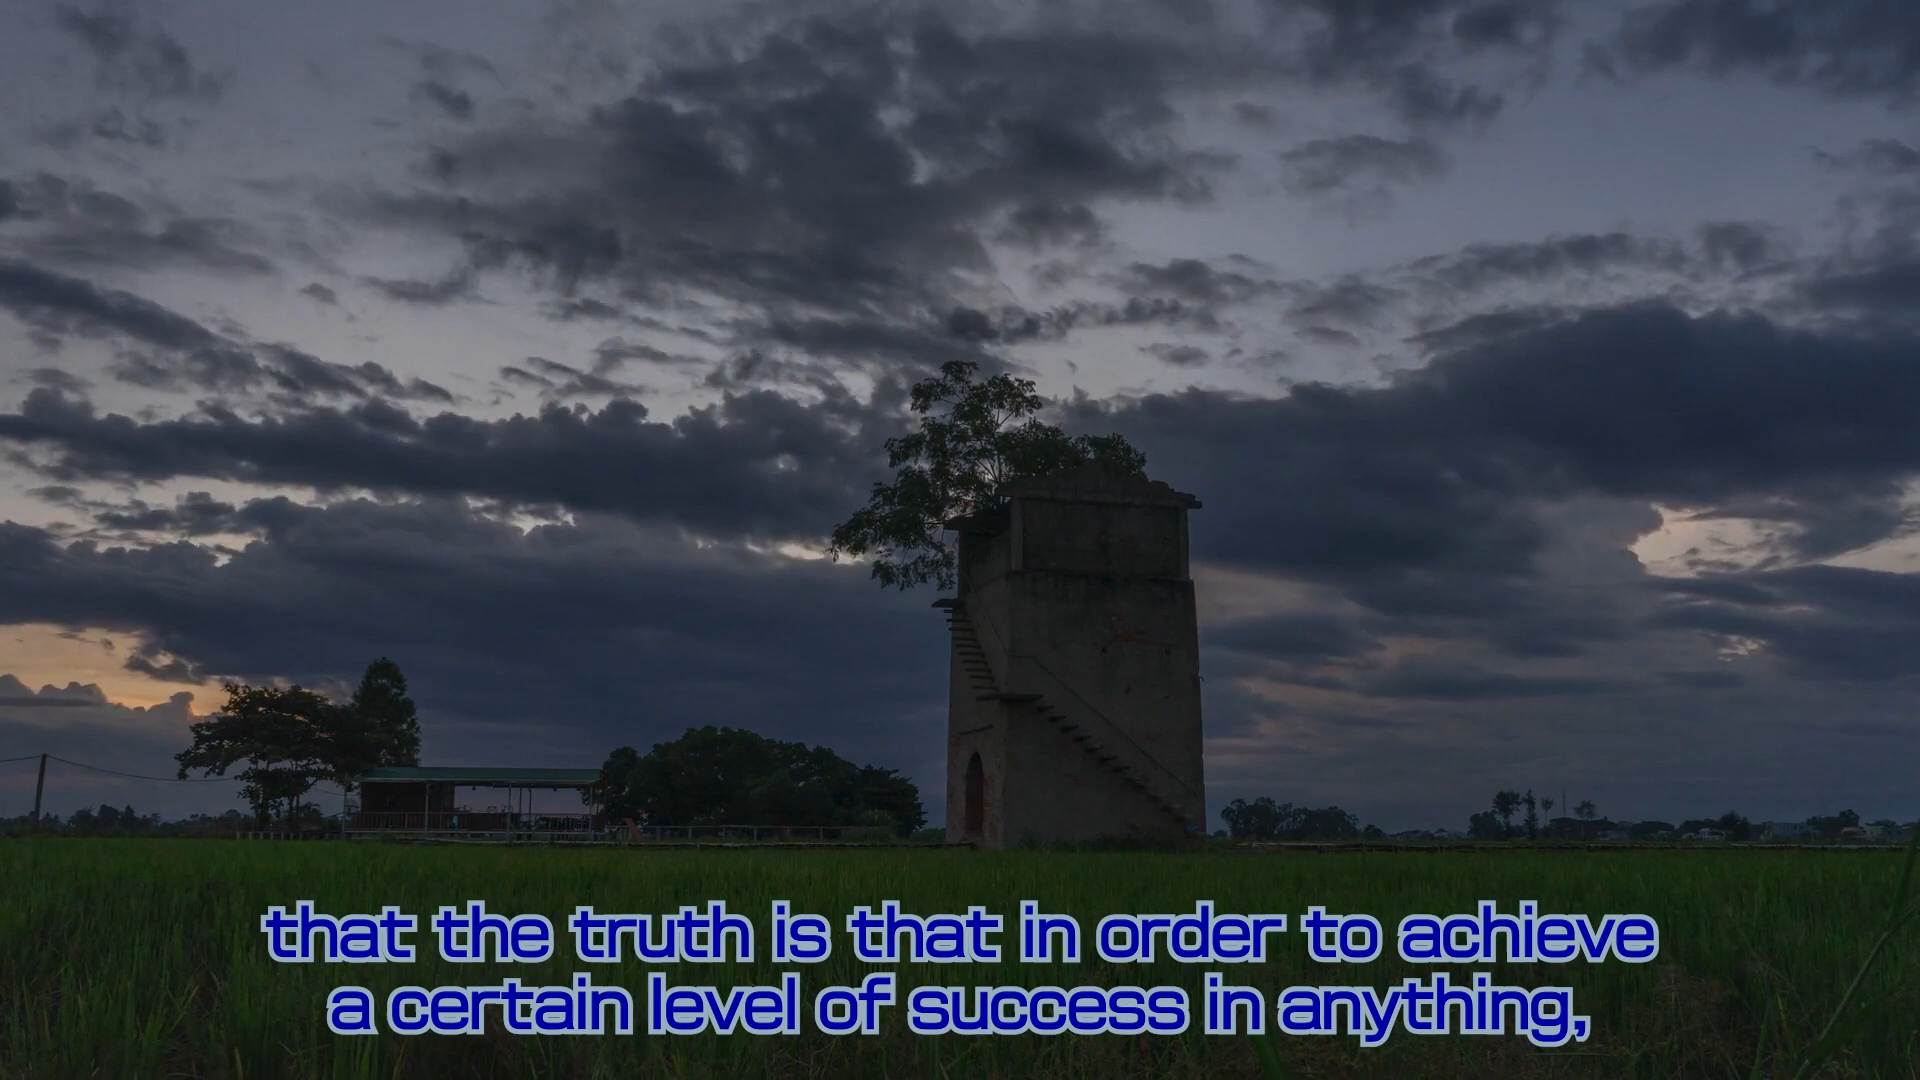 that the truth is that in order to achieve
a certain level of success in anything,